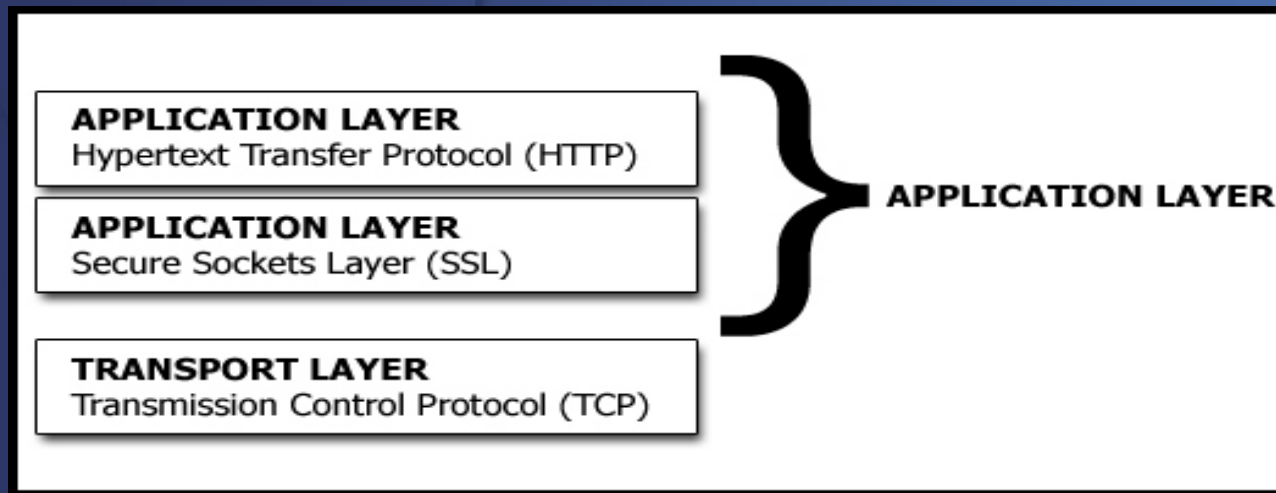 APPLICATION LAYER
Hypertext Transfer Protocol (HTTP)
APPLICATION LAYER
Secure Sockets Layer (SSL)
APPLICATION LAYER
TRANSPORT LAYER
Transmission Control Protocol (TCP)